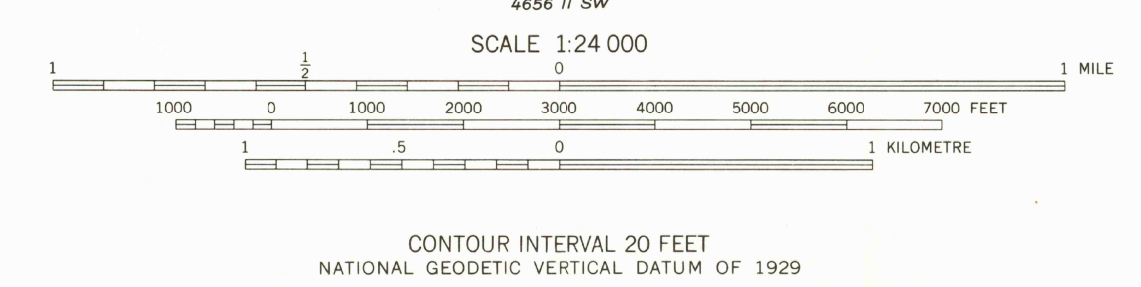 4656 II SW
SCALE 1:24 000
1 ½ 0 1 MILE
1000 0 1000 2000 3000 4000 5000 6000 7000 FEET
1 .5 0 1 KILOMETRE
CONTOUR INTERVAL 20 FEET
NATIONAL GEODETIC VERTICAL DATUM OF 1929